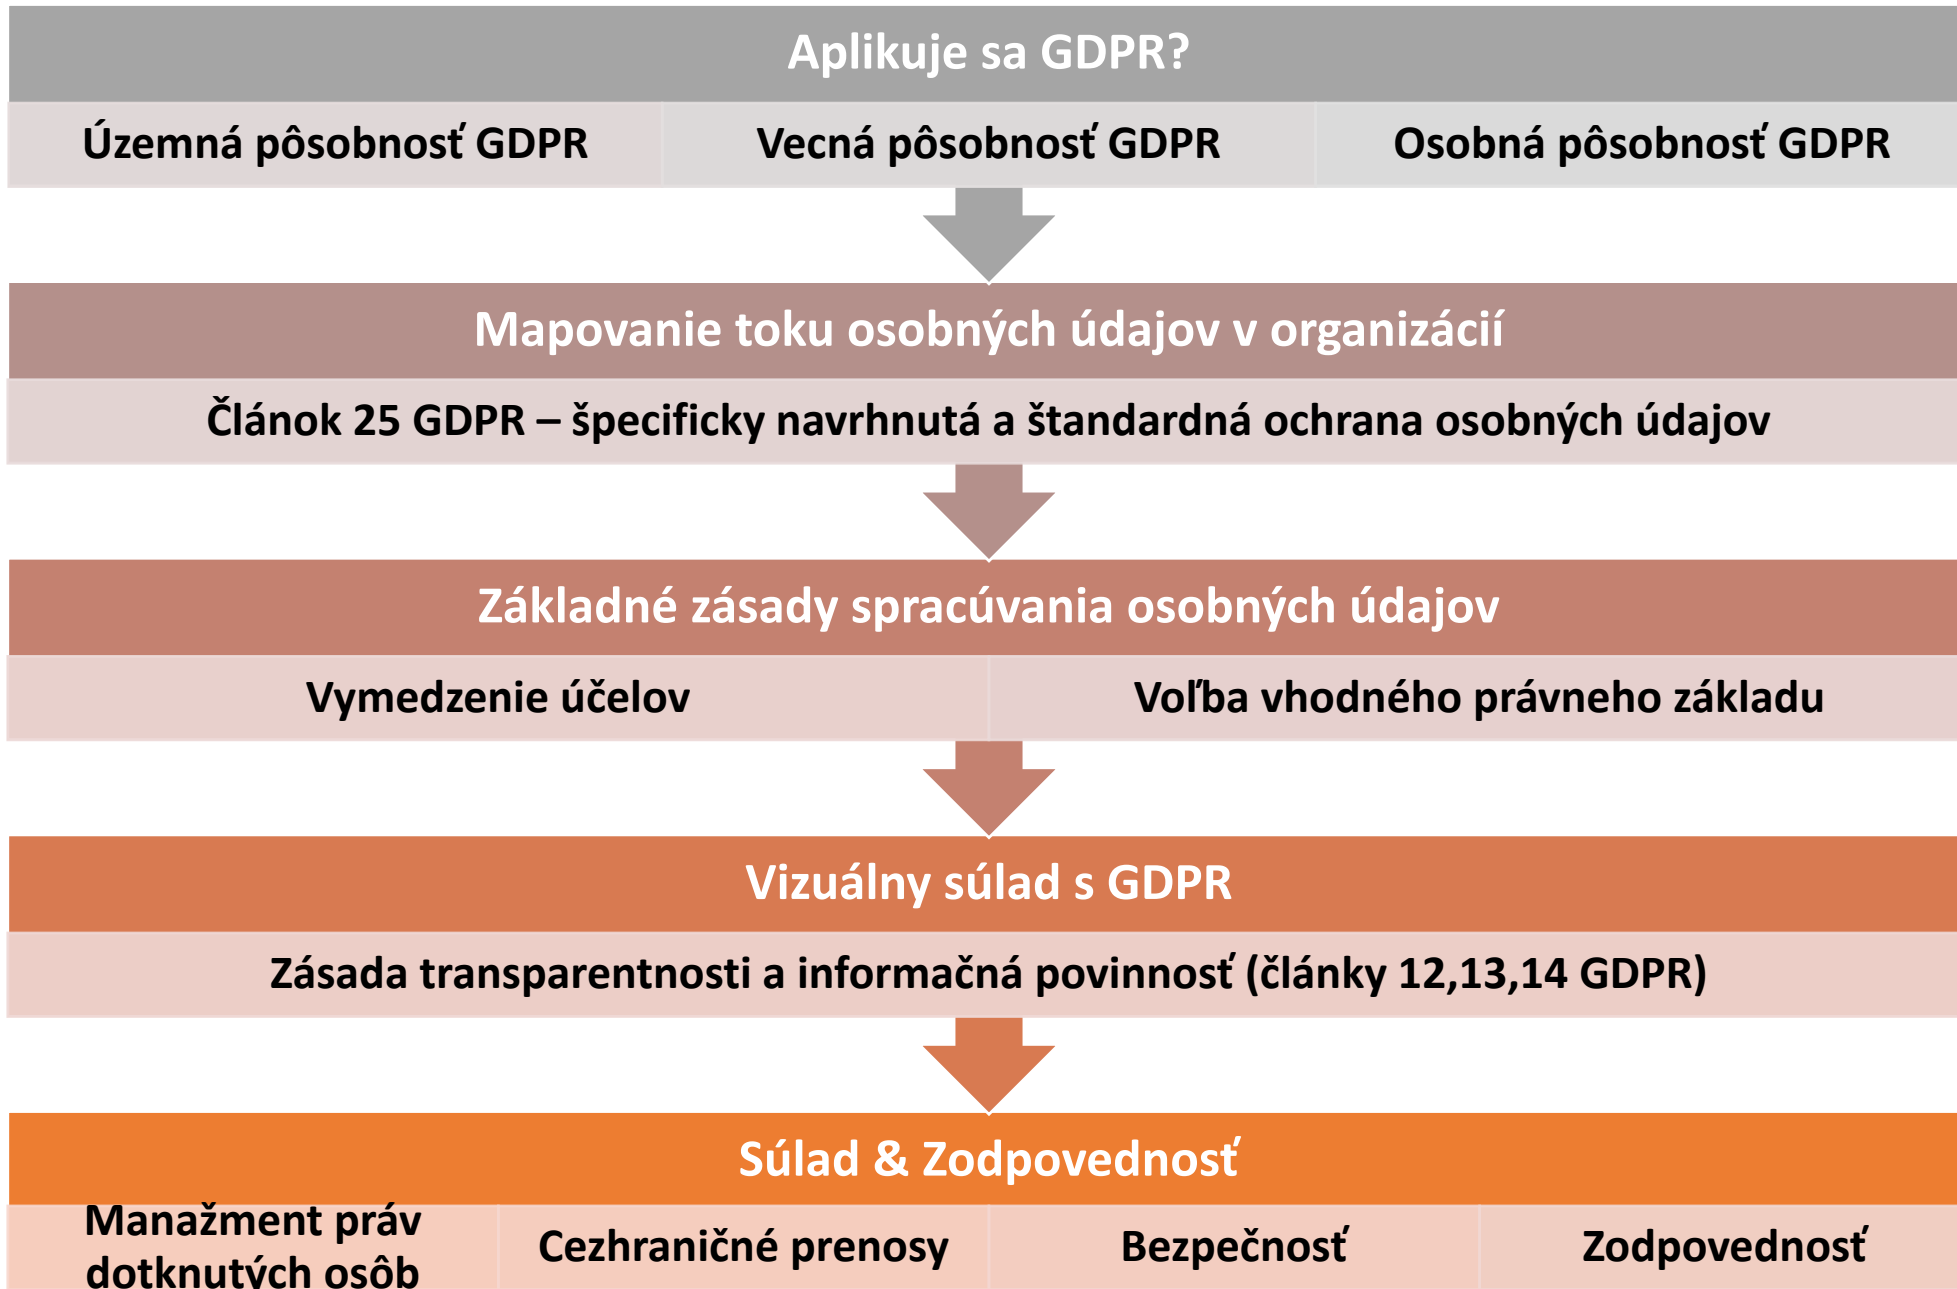 Aplikuje sa GDPR?
Územná pôsobnosť GDPR
Vecná pôsobnosť GDPR
Osobná pôsobnosť GDPR
Mapovanie toku osobných údajov v organizácií
Článok 25 GDPR – špecificky navrhnutá a štandardná ochrana osobných údajov
Základné zásady spracúvania osobných údajov
Vymedzenie účelov
Voľba vhodného právneho základu
Vizuálny súlad s GDPR
Zásada transparentnosti a informačná povinnosť (články 12,13,14 GDPR)
Súlad & Zodpovednosť
Manažment práv
dotknutých osôb
Cezhraničné prenosy
Bezpečnosť
Zodpovednosť